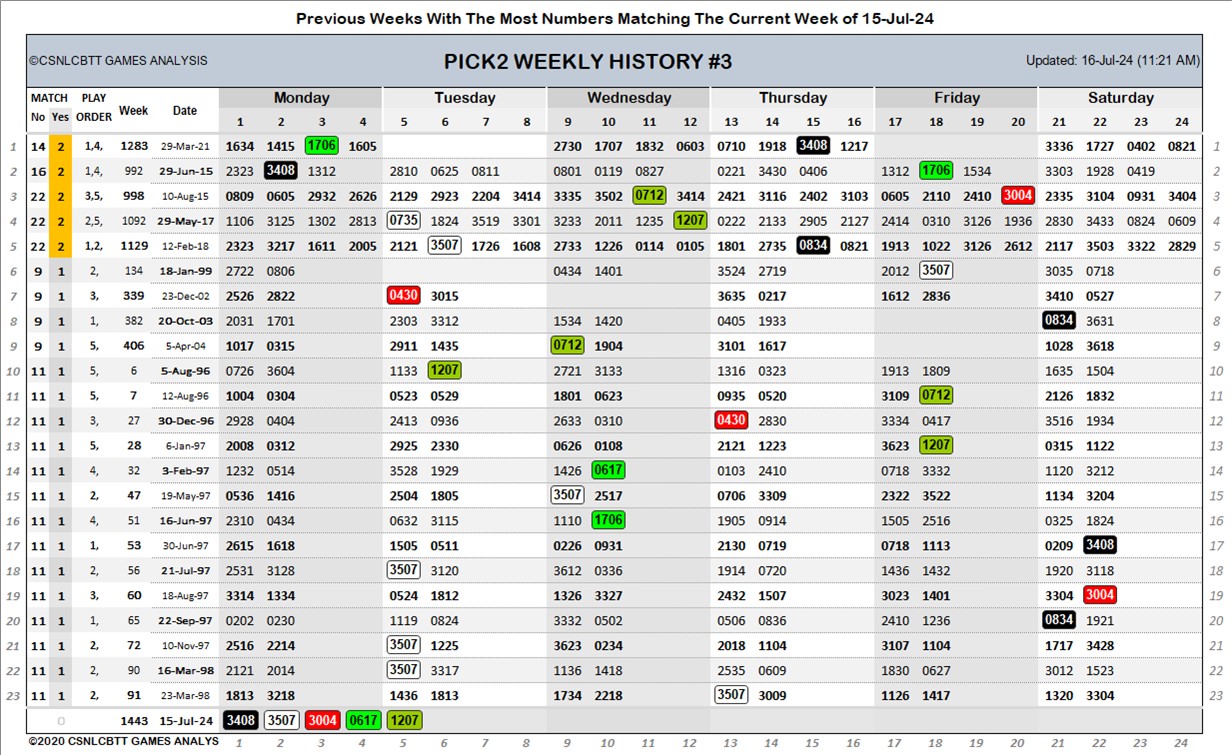 Previous Weeks With The Most Numbers Matching The Current Week of 15-Jul-24
©CSNLCBTT GAMES ANALYSIS PICK2 WEEKLY HISTORY #3 Updated: 16-Jul-24 (11:21 AM)
MATCH PLAY Week Date Monday Tuesday Wednesday Thursday Friday Saturday
No Yes ORDER 1 2 3 4 5 6 7 8 9 10 11 12 13 14 15 16 17 18 19 20 21 22 23 24
1 14 2 1,4, 1283 29-Mar-21 1634 1415 1706 1605 2730 1707 1832 0603 0710 1918 3408 1217 3336 1727 0402 0821 1
2 16 2 1,4, 992 29-Jun-15 2323 3408 1312 2810 0625 0811 0801 0119 0827 0221 3430 0406 1312 1706 1534 3303 1928 0419 2
3 22 2 3,5, 998 10-Aug-15 0809 0605 2932 2626 2129 2923 2204 3414 3335 3502 0712 3414 2421 3116 2402 3103 0605 2110 2410 3004 2335 3104 0931 3404 3
4 22 2 2,5, 1092 29-May-17 1106 3125 1302 2813 0735 1824 3519 3301 3233 2011 1235 1207 0222 2133 2905 2127 2414 0310 3126 1936 2830 3433 0824 0609 4
5 22 2 1,2, 1129 12-Feb-18 2323 3217 1611 2005 2121 3507 1726 1608 2733 1226 0114 0105 1801 2735 0834 0821 1913 1022 3126 2612 2117 3503 3322 2829 5
6 9 1 2, 134 18-Jan-99 2722 0806 0434 1401 3524 2719 2012 3507 3035 0718 6
7 9 1 3, 339 23-Dec-02 2526 2822 0430 3015 3635 0217 1612 2836 3410 0527 7
8 9 1 1, 382 20-Oct-03 2031 1701 2303 3312 1534 1420 0405 1933 0834 3631 8
9 9 1 5, 406 5-Apr-04 1017 0315 2911 1435 0712 1904 3101 1617 1028 3618 9
10 11 1 5, 6 5-Aug-96 0726 3604 1133 1207 2721 3133 1316 0323 1913 1809 1635 1504 10
11 11 1 5, 7 12-Aug-96 1004 0304 0523 0529 1801 0623 0935 0520 3109 0712 2126 1832 11
12 11 1 3, 27 30-Dec-96 2928 0404 2413 0936 2633 0310 0430 2830 3334 0417 3516 1934 12
13 11 1 5, 28 6-Jan-97 2008 0312 2925 2330 0626 0108 2121 1223 3623 1207 0315 1122 13
14 11 1 4, 32 3-Feb-97 1232 0514 3528 1929 1426 0617 0103 2410 0718 3332 1120 3212 14
15 11 1 2, 47 19-May-97 0536 1416 2504 1805 3507 2517 0706 3309 2322 3522 1134 3204 15
16 11 1 4, 51 16-Jun-97 2310 0434 0632 3115 1110 1706 1905 0914 1505 2516 0325 1824 16
17 11 1 1, 53 30-Jun-97 2615 1618 1505 0511 0226 0931 2130 0719 0718 1113 0209 3408 17
18 11 1 2, 56 21-Jul-97 2531 3128 3507 3120 3612 0336 1914 0720 1436 1432 1920 3118 18
19 11 1 3, 60 18-Aug-97 3314 1334 0524 1812 1326 3327 2432 1507 3023 1401 3304 3004 19
20 11 1 1, 65 22-Sep-97 0202 0230 1119 0824 3332 0502 0506 0836 2410 1236 0834 1921 20
21 11 1 2, 72 10-Nov-97 2516 2214 3507 1225 3623 0234 2018 1104 3107 1104 1717 3428 21
22 11 1 2, 90 16-Mar-98 2121 2014 3507 3317 1136 1418 2535 0609 1830 0627 3012 1523 22
23 11 1 2, 91 23-Mar-98 1813 3218 1436 1813 1734 2218 3507 3009 1126 1417 1320 3304 23
0 1443 15-Jul-24 3408 3507 3004 0617 1207
©2020 CSNLCBTT GAMES ANALYS 1 2 3 4 5 6 7 8 9 10 11 12 13 14 15 16 17 18 19 20 21 22 23 24